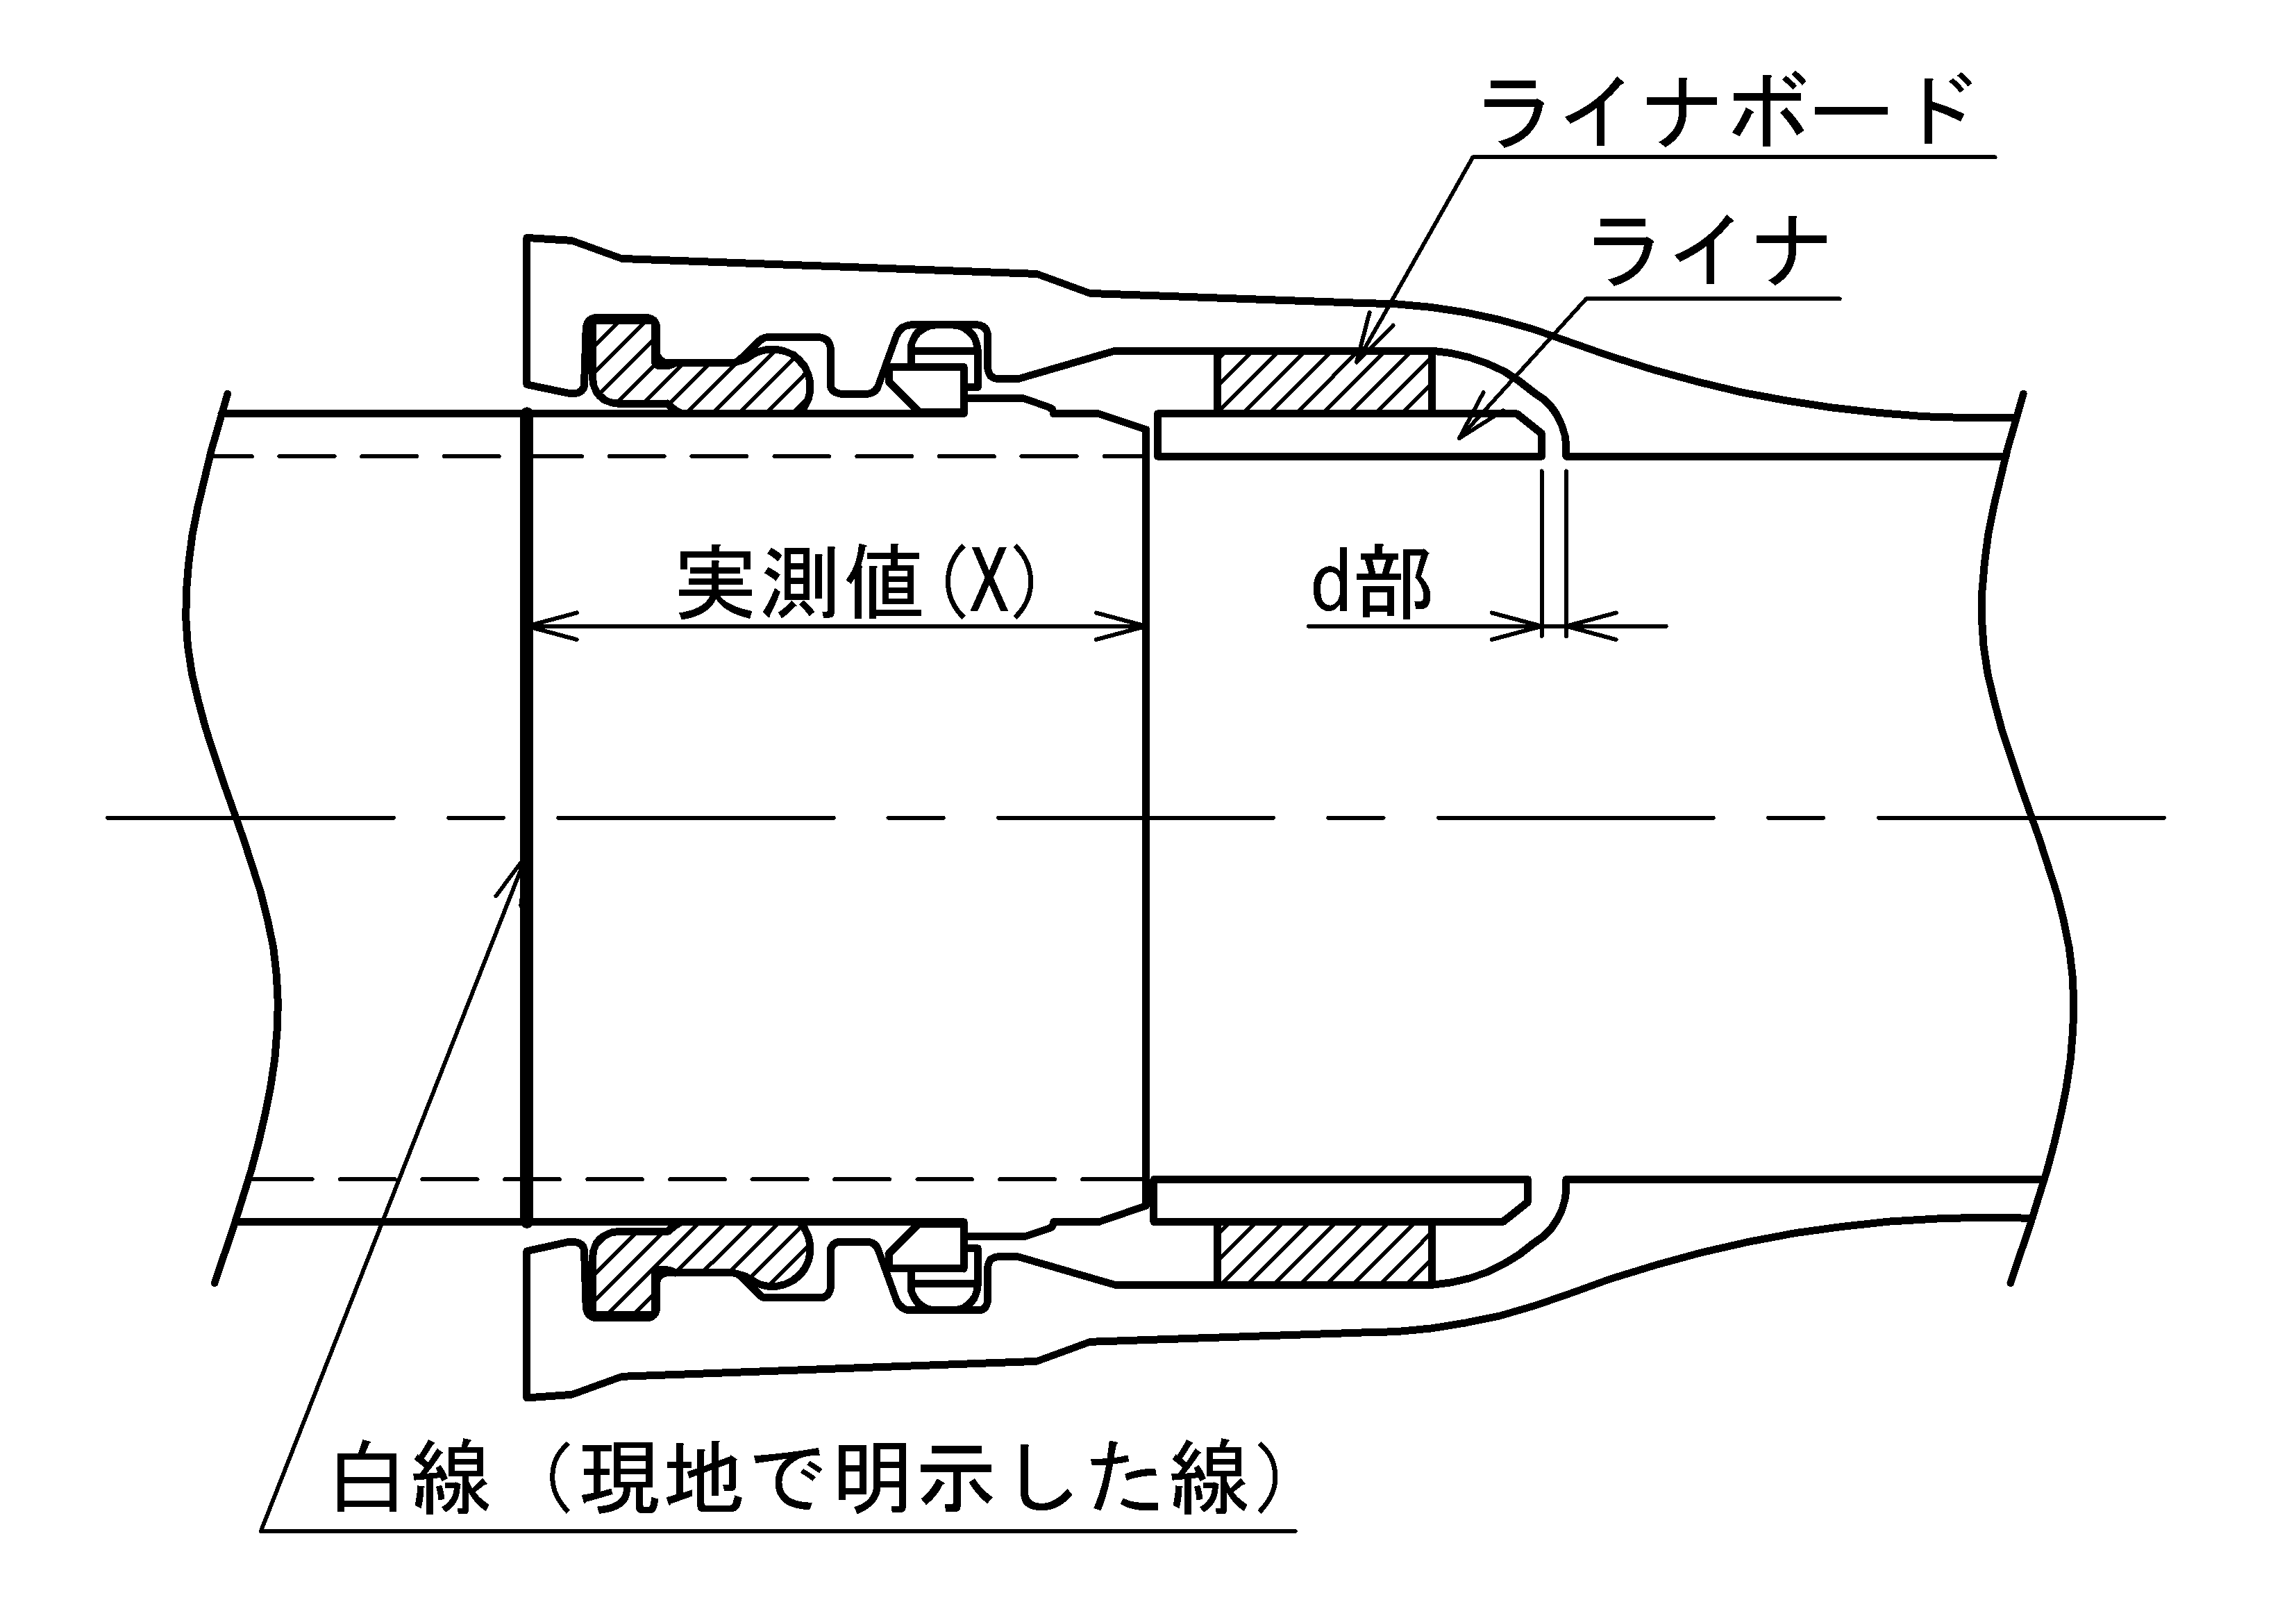 ライナボード
ライナ
実測値(X)
d部
白線（現地で明示した線）